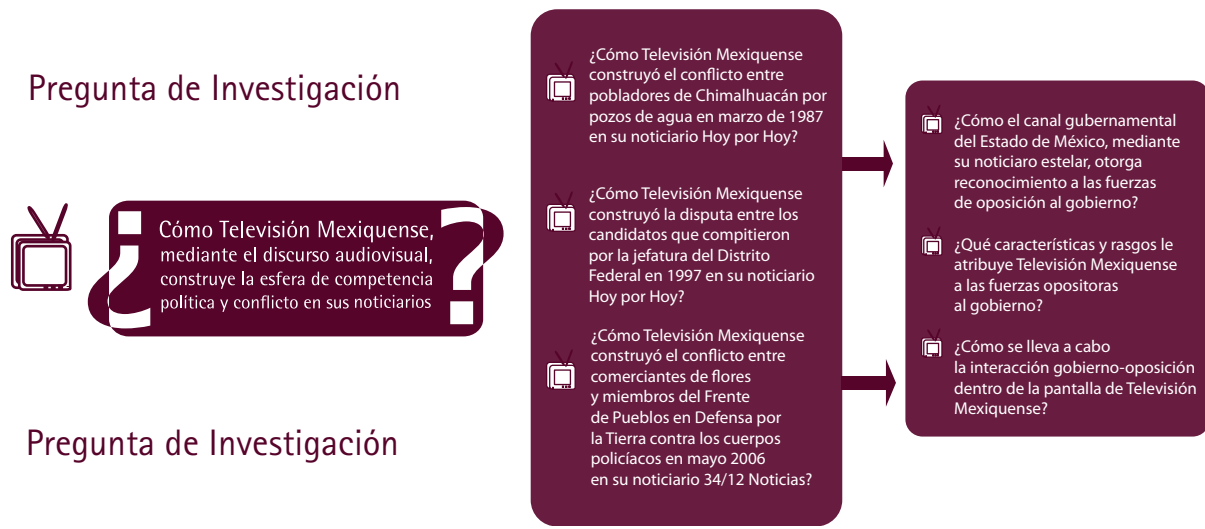 Pregunta de Investigación
¿
Cómo Televisión Mexiquense,
mediante el discurso audiovisual,
construye la esfera de competencia
política y conflicto en sus noticiarios
?
Pregunta de Investigación
¿Cómo Televisión Mexiquense
construyó el conflicto entre
pobladores de Chimalhuacán por
pozos de agua en marzo de 1987
en su noticiario Hoy por Hoy?
¿Cómo Televisión Mexiquense
construyó la disputa entre los
candidatos que compitieron
por la jefatura del Distrito
Federal en 1997 en su noticiario
Hoy por Hoy?
¿Cómo Televisión Mexiquense
construyó el conflicto entre
comerciantes de flores
y miembros del Frente
de Pueblos en Defensa por
la Tierra contra los cuerpos
policíacos en mayo 2006
en su noticiario 34/12 Noticias?
¿Cómo el canal gubernamental
del Estado de México, mediante
su noticiaro estelar, otorga
reconocimiento a las fuerzas
de oposición al gobierno?
¿Qué características y rasgos le
atribuye Televisión Mexiquense
a las fuerzas opositoras
al gobierno?
¿Cómo se lleva a cabo
la interacción gobierno-oposición
dentro de la pantalla de Televisión
Mexiquense?